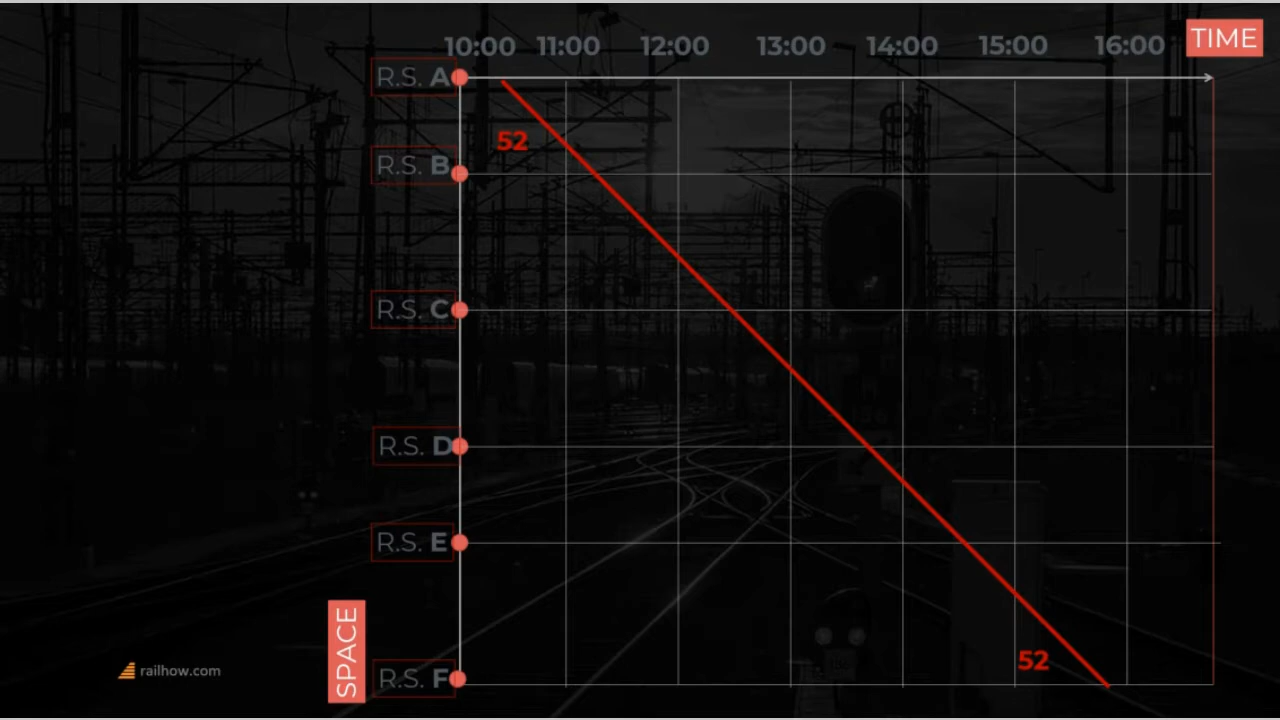 10:00 11:00 12:00 13:00 14:00 15:00 16:00 TIME
R.S. A
52
R.S. B
R.S. C
R.S. D
R.S. E
SPACE
52
railhow.com
R.S. F